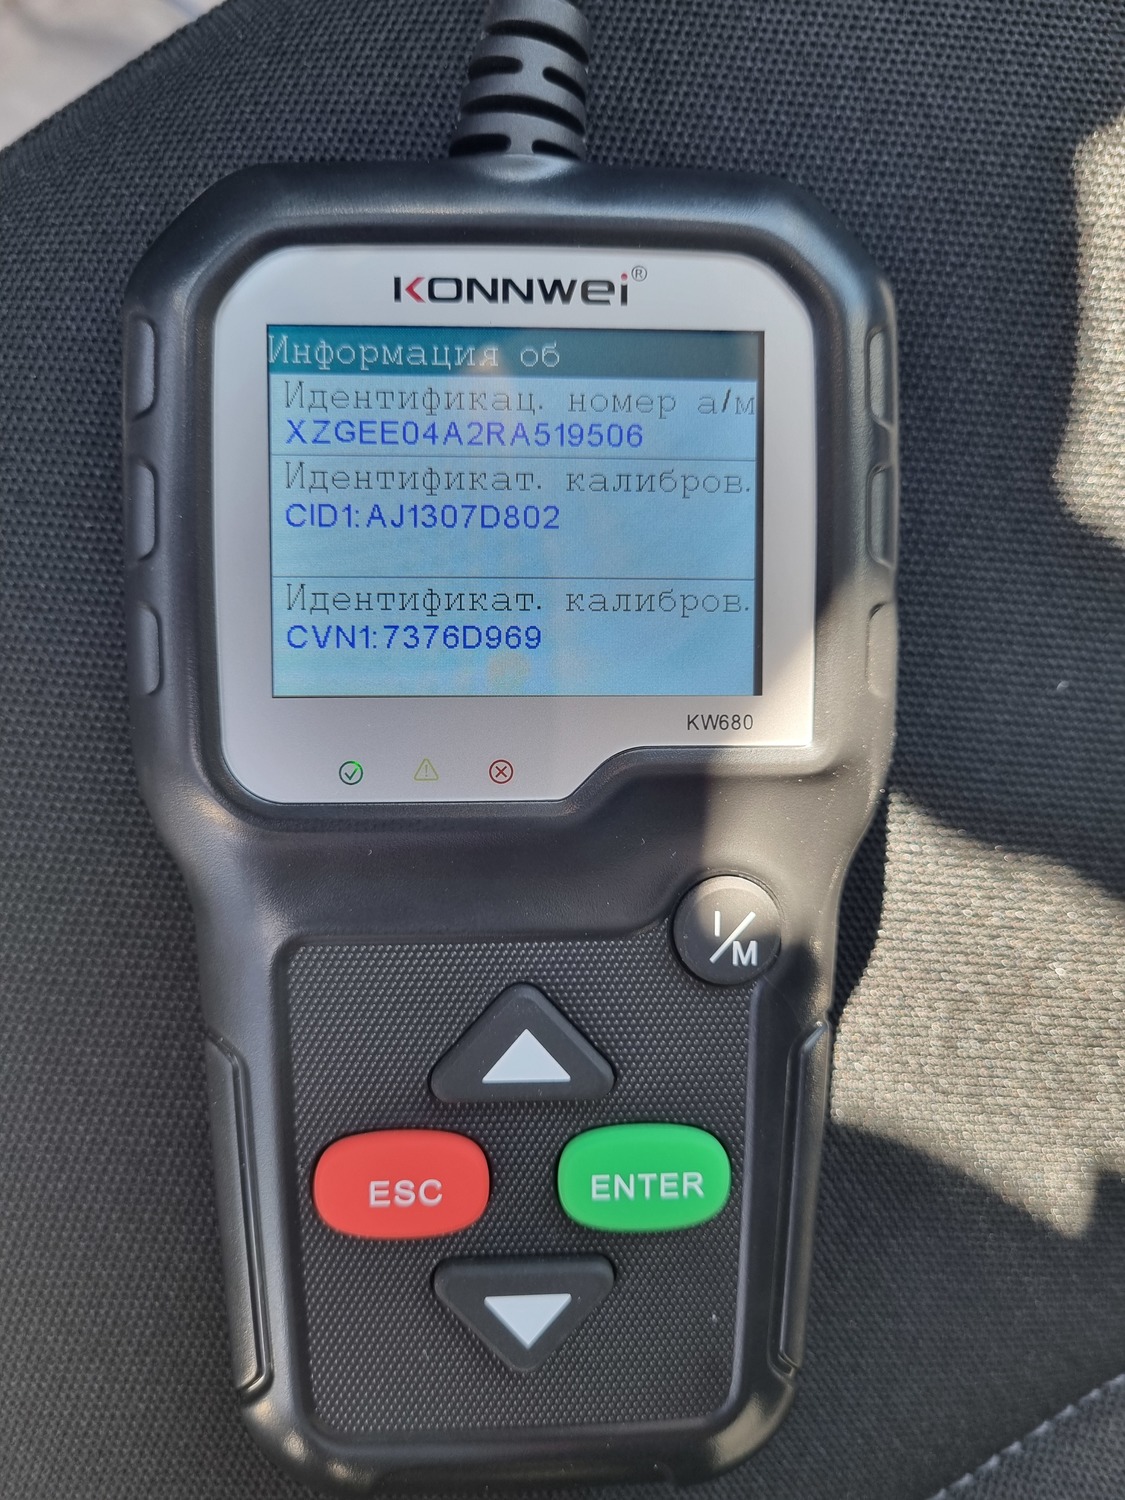 KONNWEI®
Информация об
Идентификац. номер а/м
XZGEE04A2RA519506
Идентификат. калибров.
CID1:AJ1307D802
Идентификат. калибров.
CVN1:7376D969
KW680
I/M
ESC
ENTER